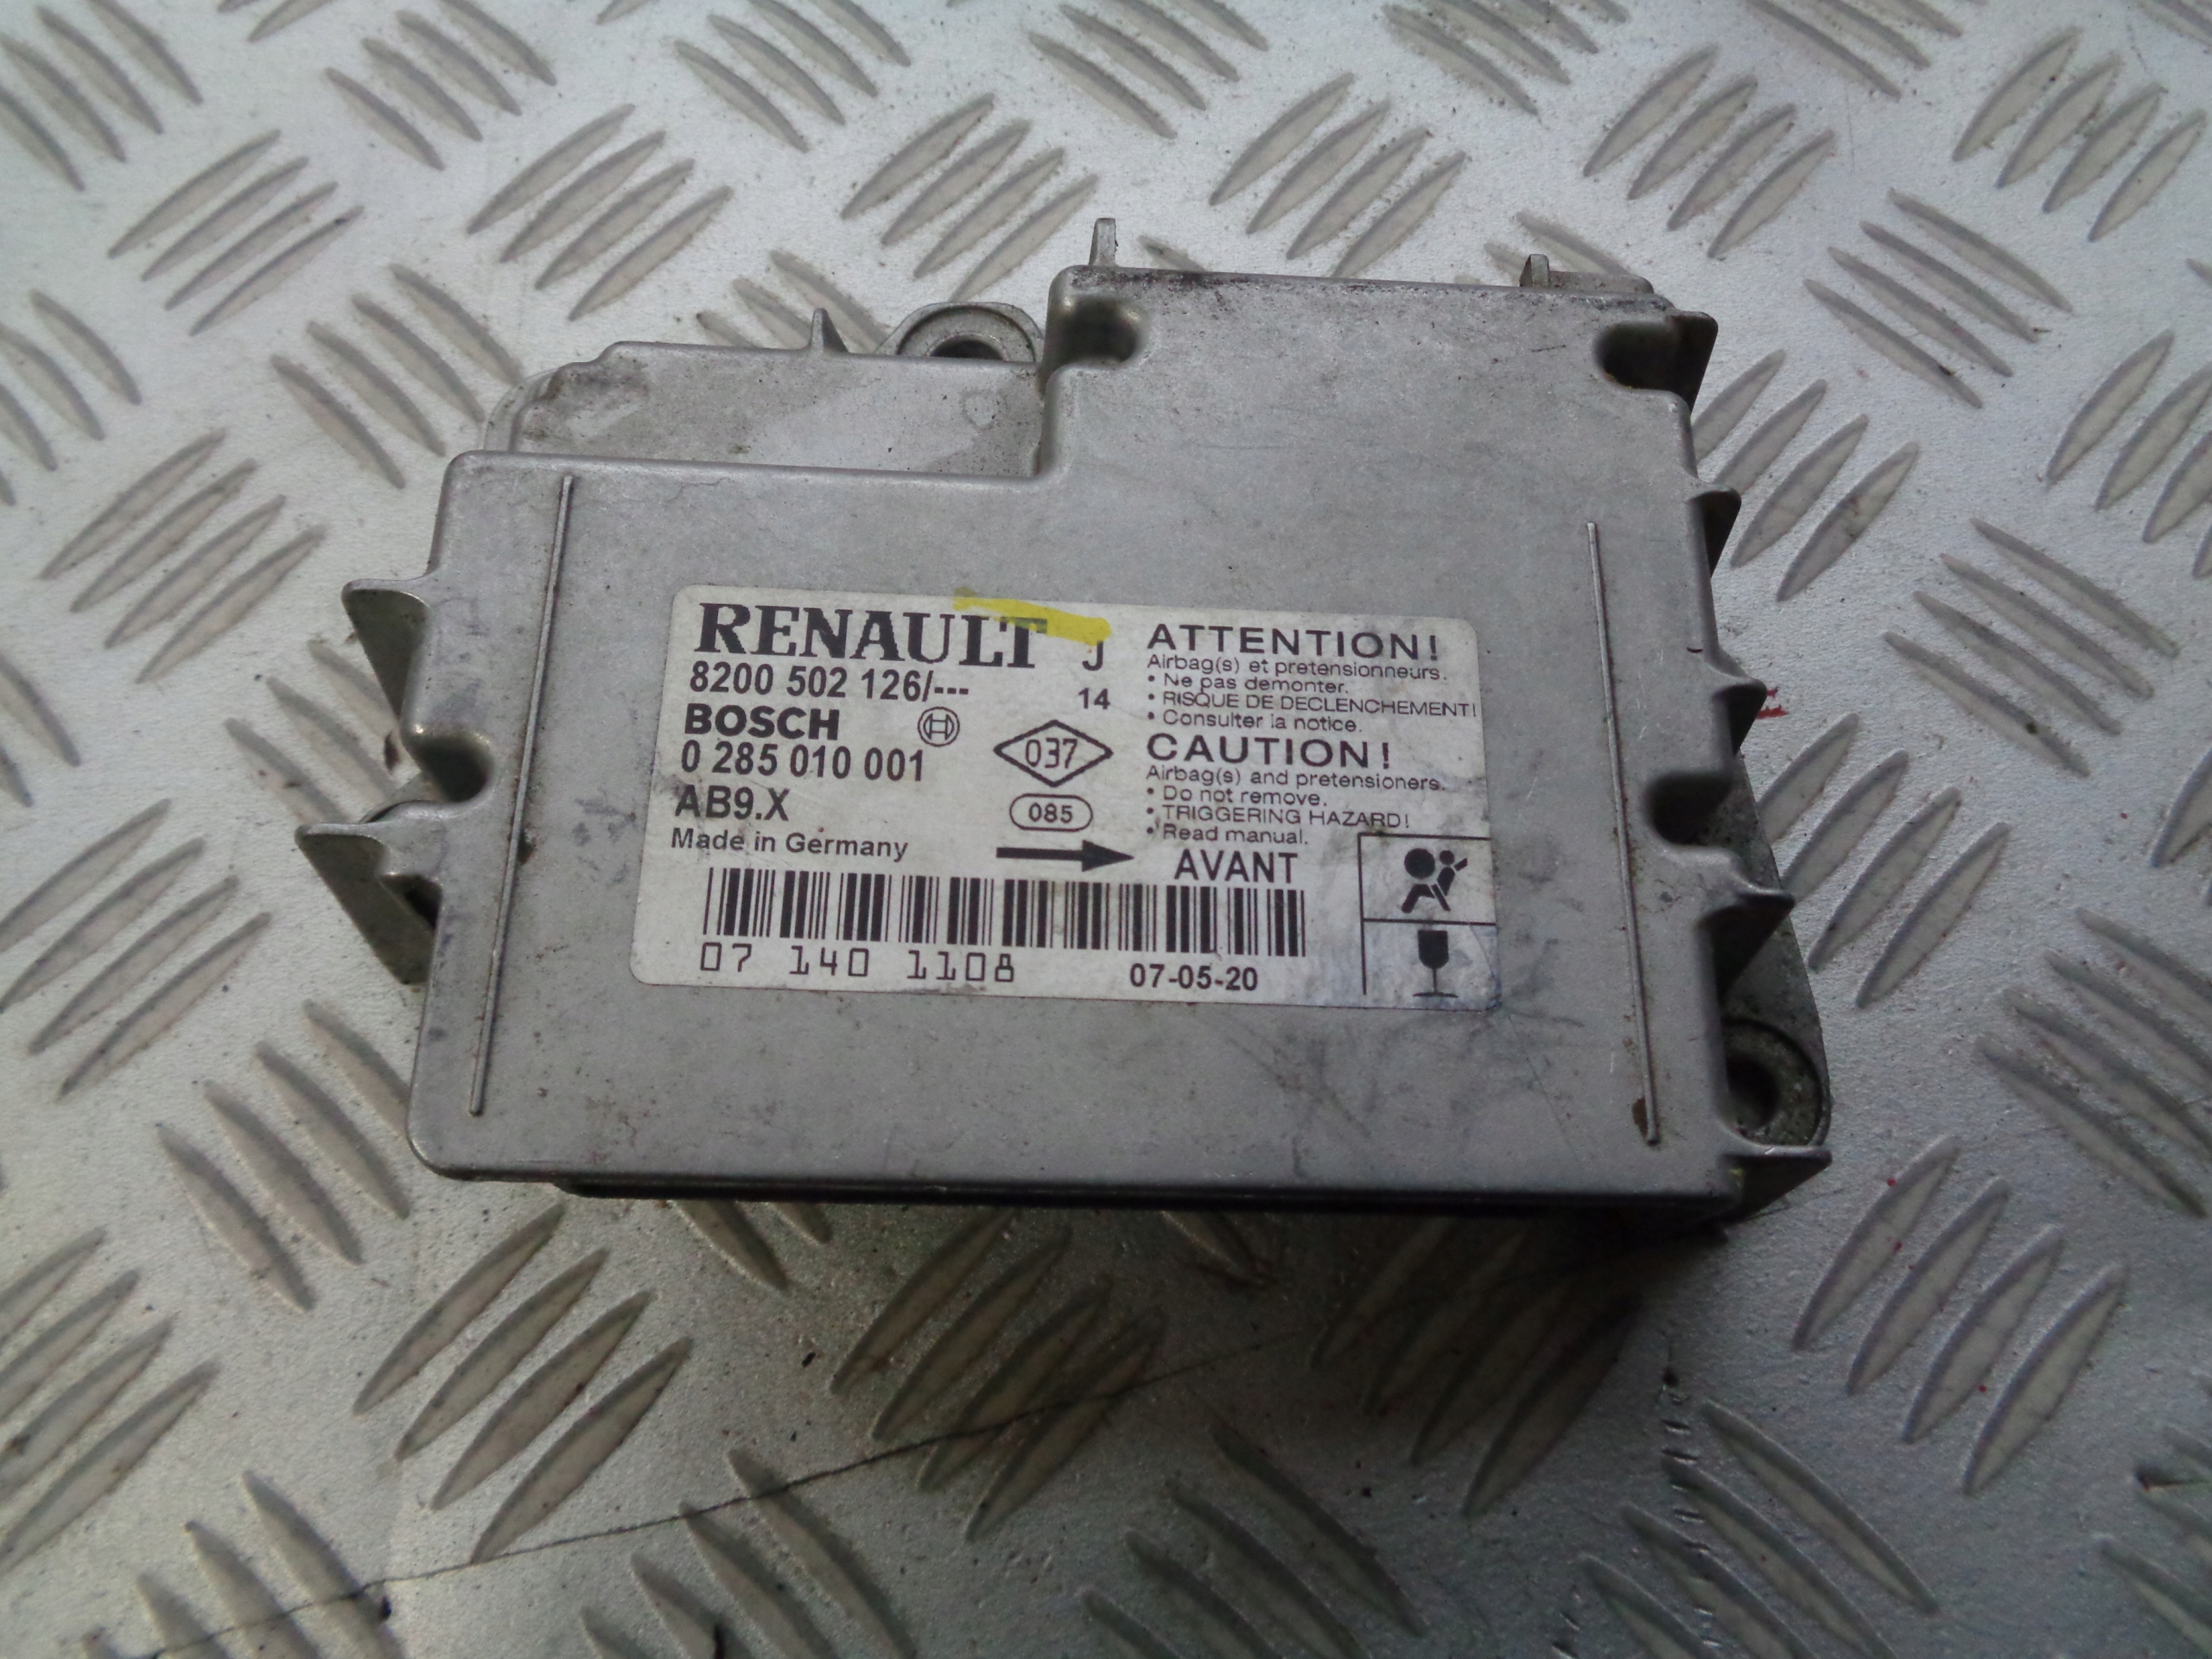 RENAULT J
8200 502 126/---
14
BOSCH
0 285 010 001
AB9.X
Made in Germany
037
085
ATTENTION!
Airbag(s) et pretensionneurs.
• Ne pas demonter.
• RISQUE DE DECLENCHEMENT!
• Consulter la notice.
CAUTION!
Airbag(s) and pretensioners.
• Do not remove.
• TRIGGERING HAZARD!
• Read manual.
AVANT
07 140 1108
07-05-20